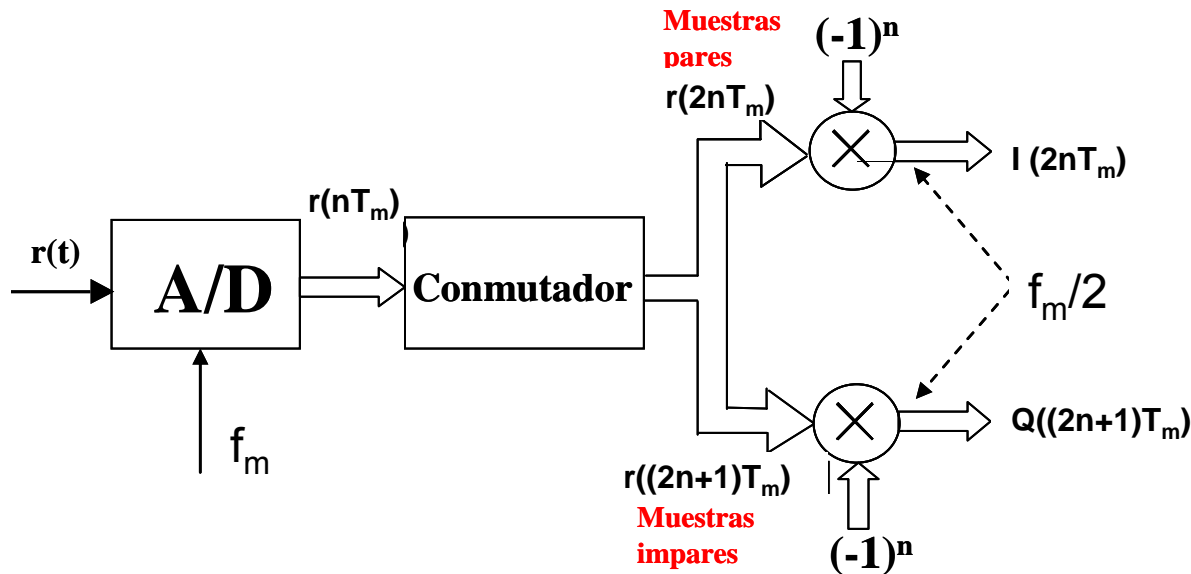 Muestras
pares
(-1)ⁿ
r(2nTₘ)
I (2nTₘ)
r(t)
A/D
r(nTₘ)
)
Conmutador
fₘ/2
fₘ
Q((2n+1)Tₘ)
r((2n+1)Tₘ)
Muestras
impares
(-1)ⁿ